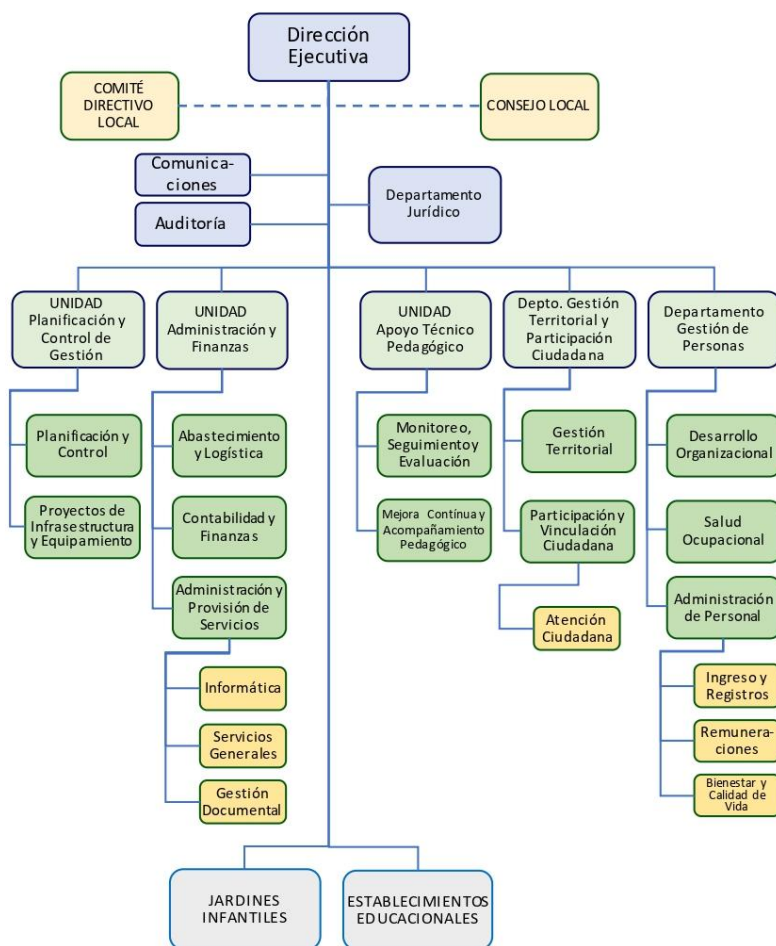 Dirección
Ejecutiva
COMITÉ
DIRECTIVO
LOCAL
CONSEJO LOCAL
Comunica-
ciones
Departamento
Jurídico
Auditoría
UNIDAD
Planificación y
Control de
Gestión
UNIDAD
Administración y
Finanzas
UNIDAD
Apoyo Técnico
Pedagógico
Depto. Gestión
Territorial y
Participación
Ciudadana
Departamento
Gestión de
Personas
Planificación y
Control
Abastecimiento
y Logística
Monitoreo,
Seguimiento y
Evaluación
Gestión
Territorial
Desarrollo
Organizacional
Proyectos de
Infrasestructura
y Equipamiento
Contabilidad y
Finanzas
Mejora Contínua y
Acompañamiento
Pedagógico
Participación y
Vinculación
Ciudadana
Salud
Ocupacional
Administración y
Provisión de
Servicios
Atención
Ciudadana
Administración
de Personal
Informática
Servicios
Generales
Gestión
Documental
Ingreso y
Registros
Remunera-
ciones
Bienestar y
Calidad de
Vida
JARDINES
INFANTILES
ESTABLECIMIENTOS
EDUCACIONALES